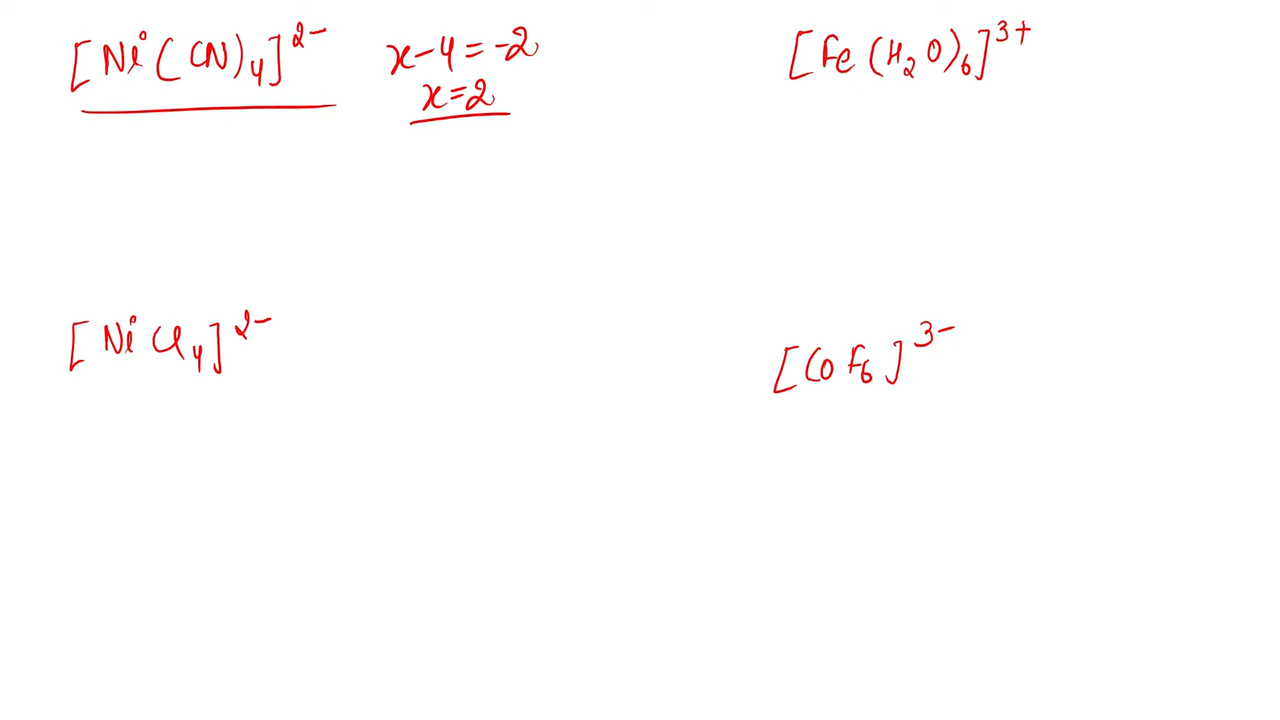 [Ni(CN)₄]²⁻ x-4=-2
x=2
[Fe(H₂O)₆]³⁺
[NiCl₄]²⁻
[CoF₆]³⁻